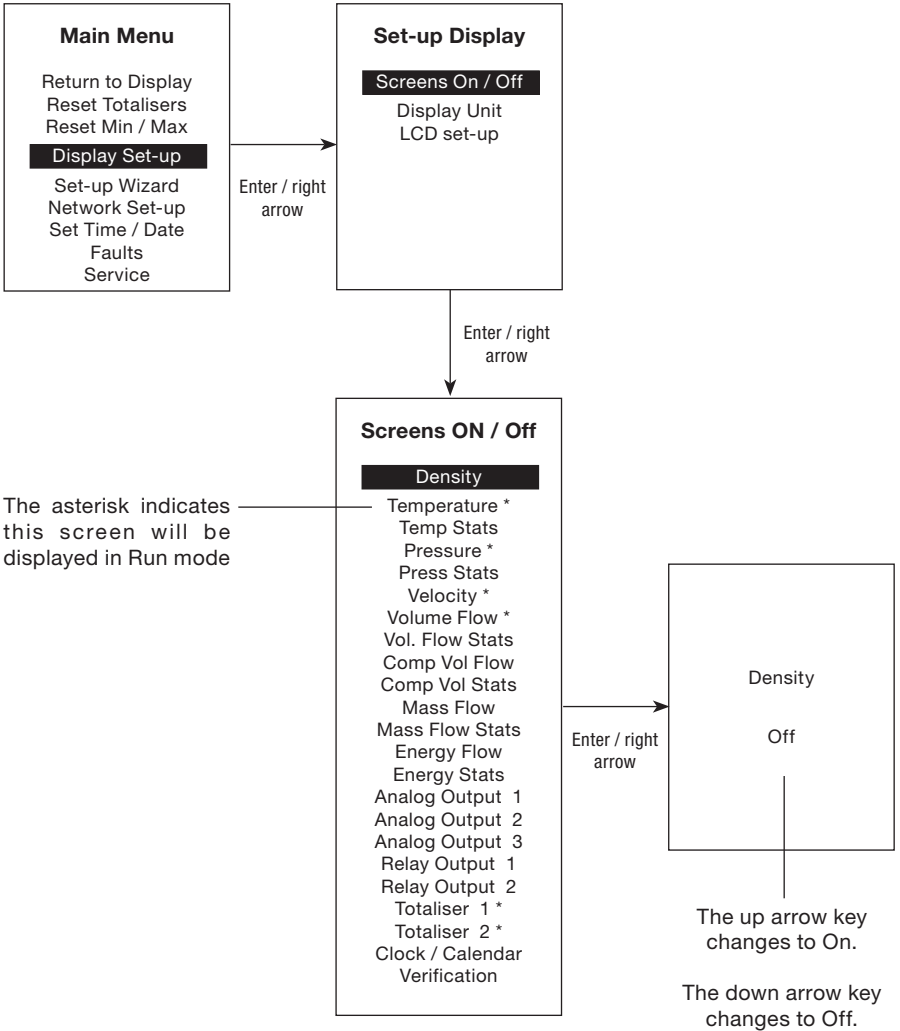 Main Menu
Return to Display
Reset Totalisers
Reset Min / Max
Display Set-up
Set-up Wizard
Network Set-up
Set Time / Date
Faults
Service
Enter / right
arrow
Set-up Display
Screens On / Off
Display Unit
LCD set-up
Enter / right
arrow
Screens ON / Off
Density
Temperature *
Temp Stats
Pressure *
Press Stats
Velocity *
Volume Flow *
Vol. Flow Stats
Comp Vol Flow
Comp Vol Stats
Mass Flow
Mass Flow Stats
Energy Flow
Energy Stats
Analog Output 1
Analog Output 2
Analog Output 3
Relay Output 1
Relay Output 2
Totaliser 1 *
Totaliser 2 *
Clock / Calendar
Verification
The asterisk indicates
this screen will be
displayed in Run mode
Enter / right
arrow
Density
Off
The up arrow key
changes to On.
The down arrow key
changes to Off.